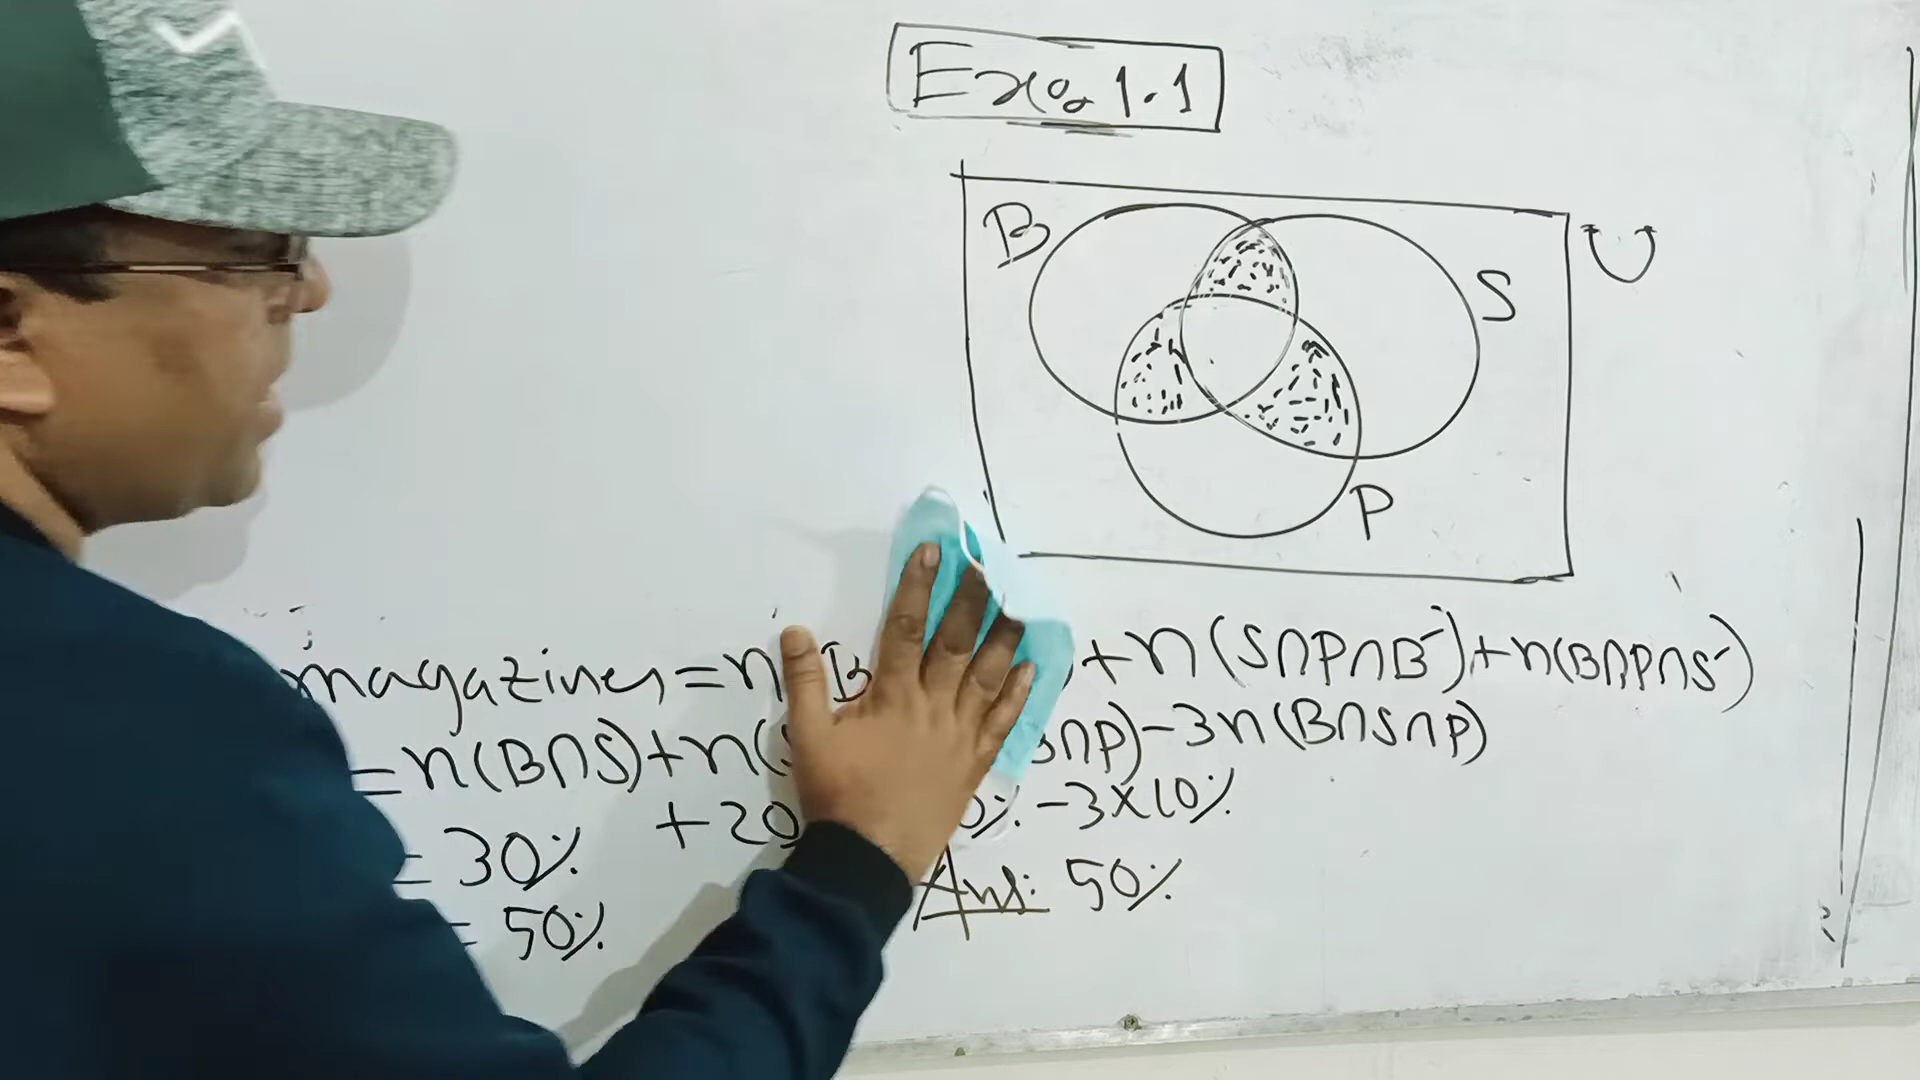 Exo 1.1
B
S
U
P
magazines = n B + n(S∩P∩B‾) + n(B∩P∩S‾)
= n(B∩S) + n( ∩P) - 3n(B∩S∩P)
= 30% + 20 - 3×10%
= 50%
Ans: 50%